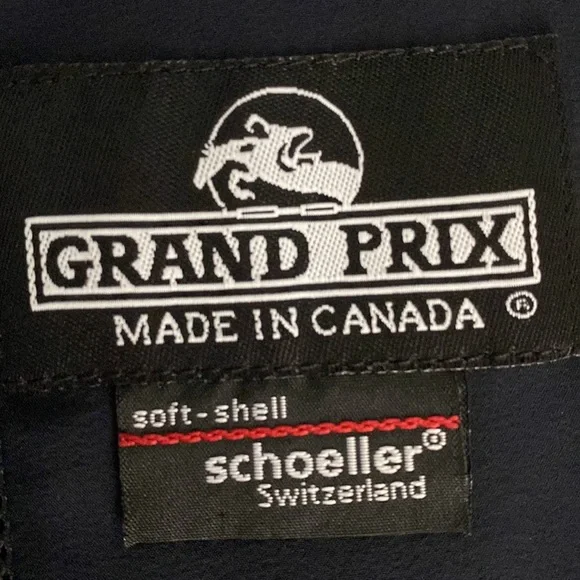 GRAND PRIX
MADE IN CANADA ®
soft-shell
schoeller®
Switzerland